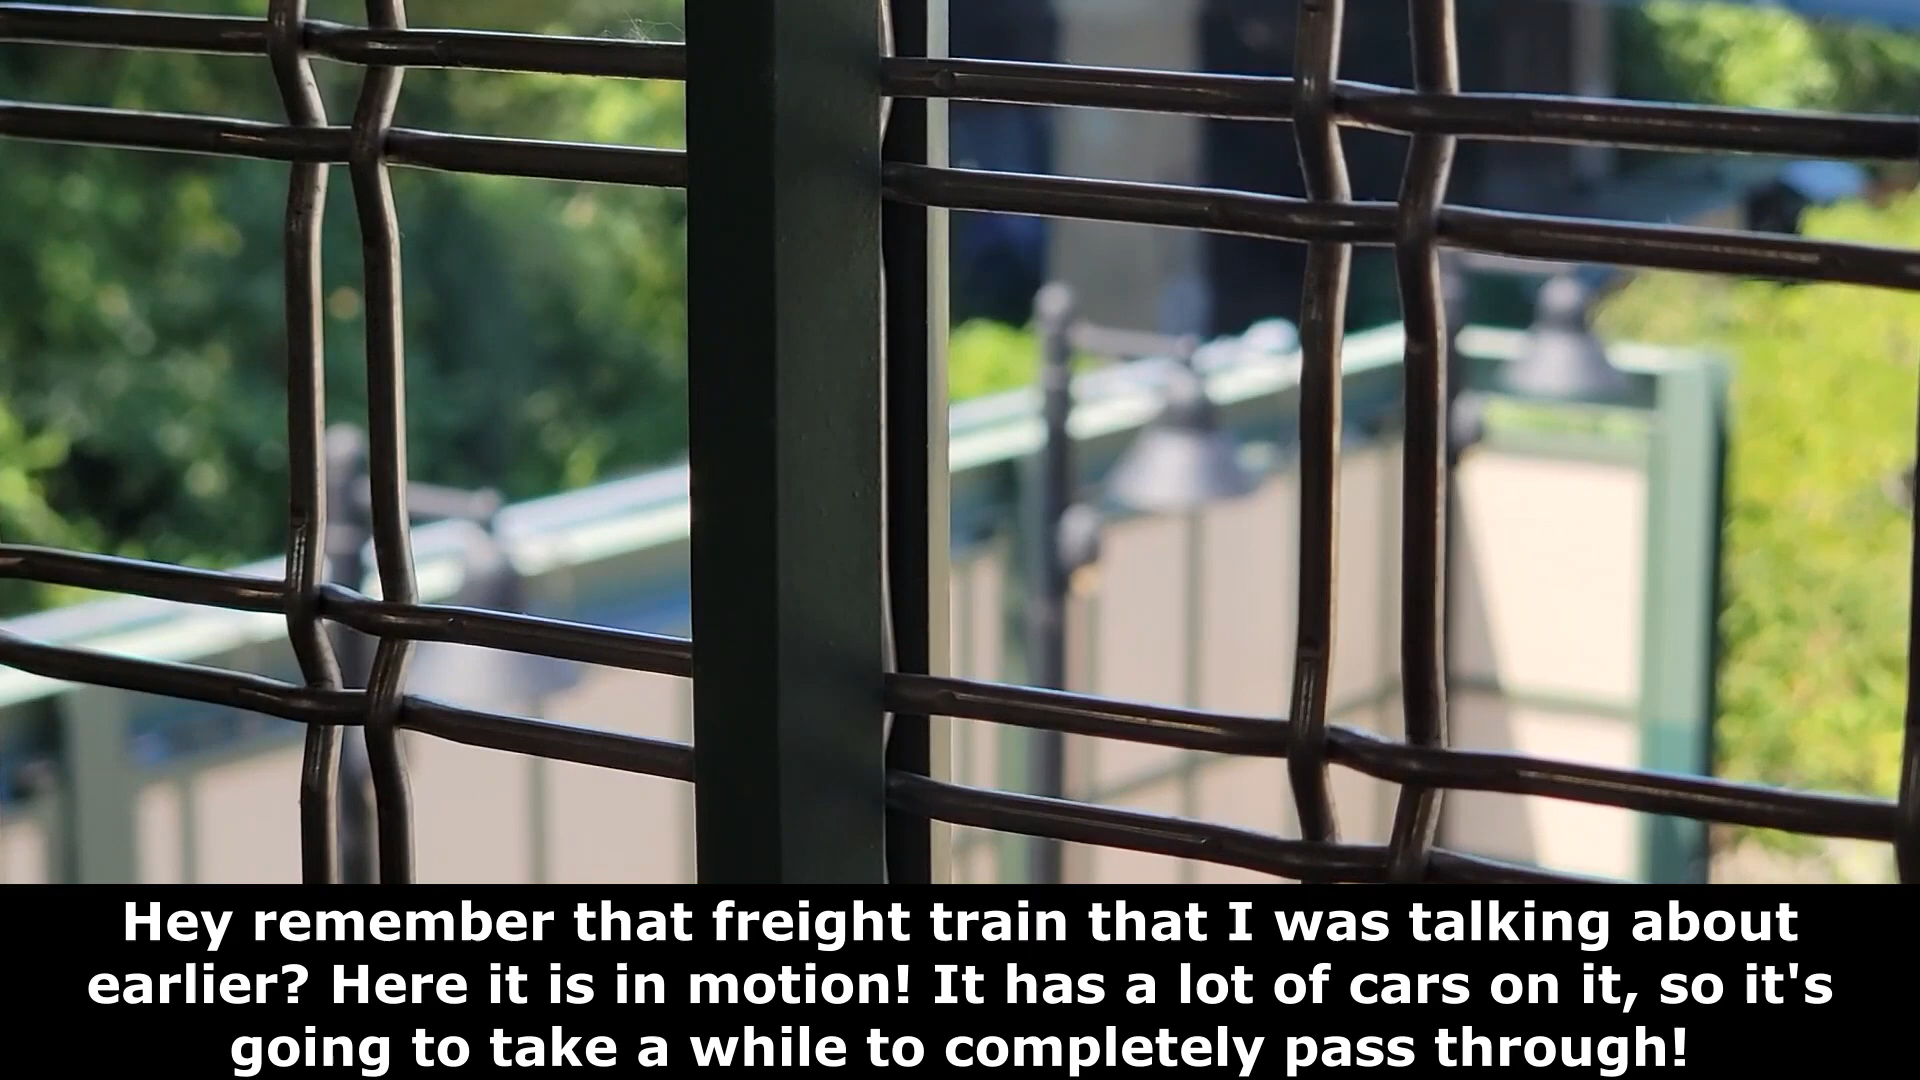 Hey remember that freight train that I was talking about
earlier? Here it is in motion! It has a lot of cars on it, so it's
going to take a while to completely pass through!